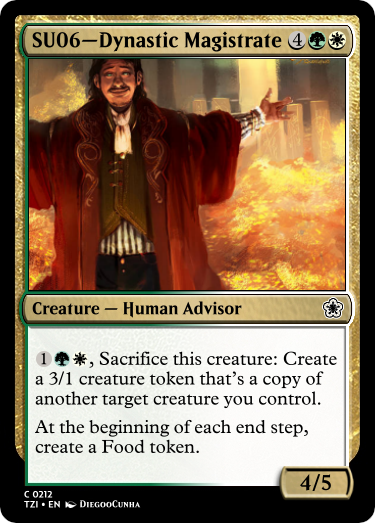 SU06—Dynastic Magistrate 4
Creature — Human Advisor
1 , Sacrifice this creature: Create
a 3/1 creature token that's a copy of
another target creature you control.
At the beginning of each end step,
create a Food token.
4/5
C 0212
TZI • EN DiegooCunha